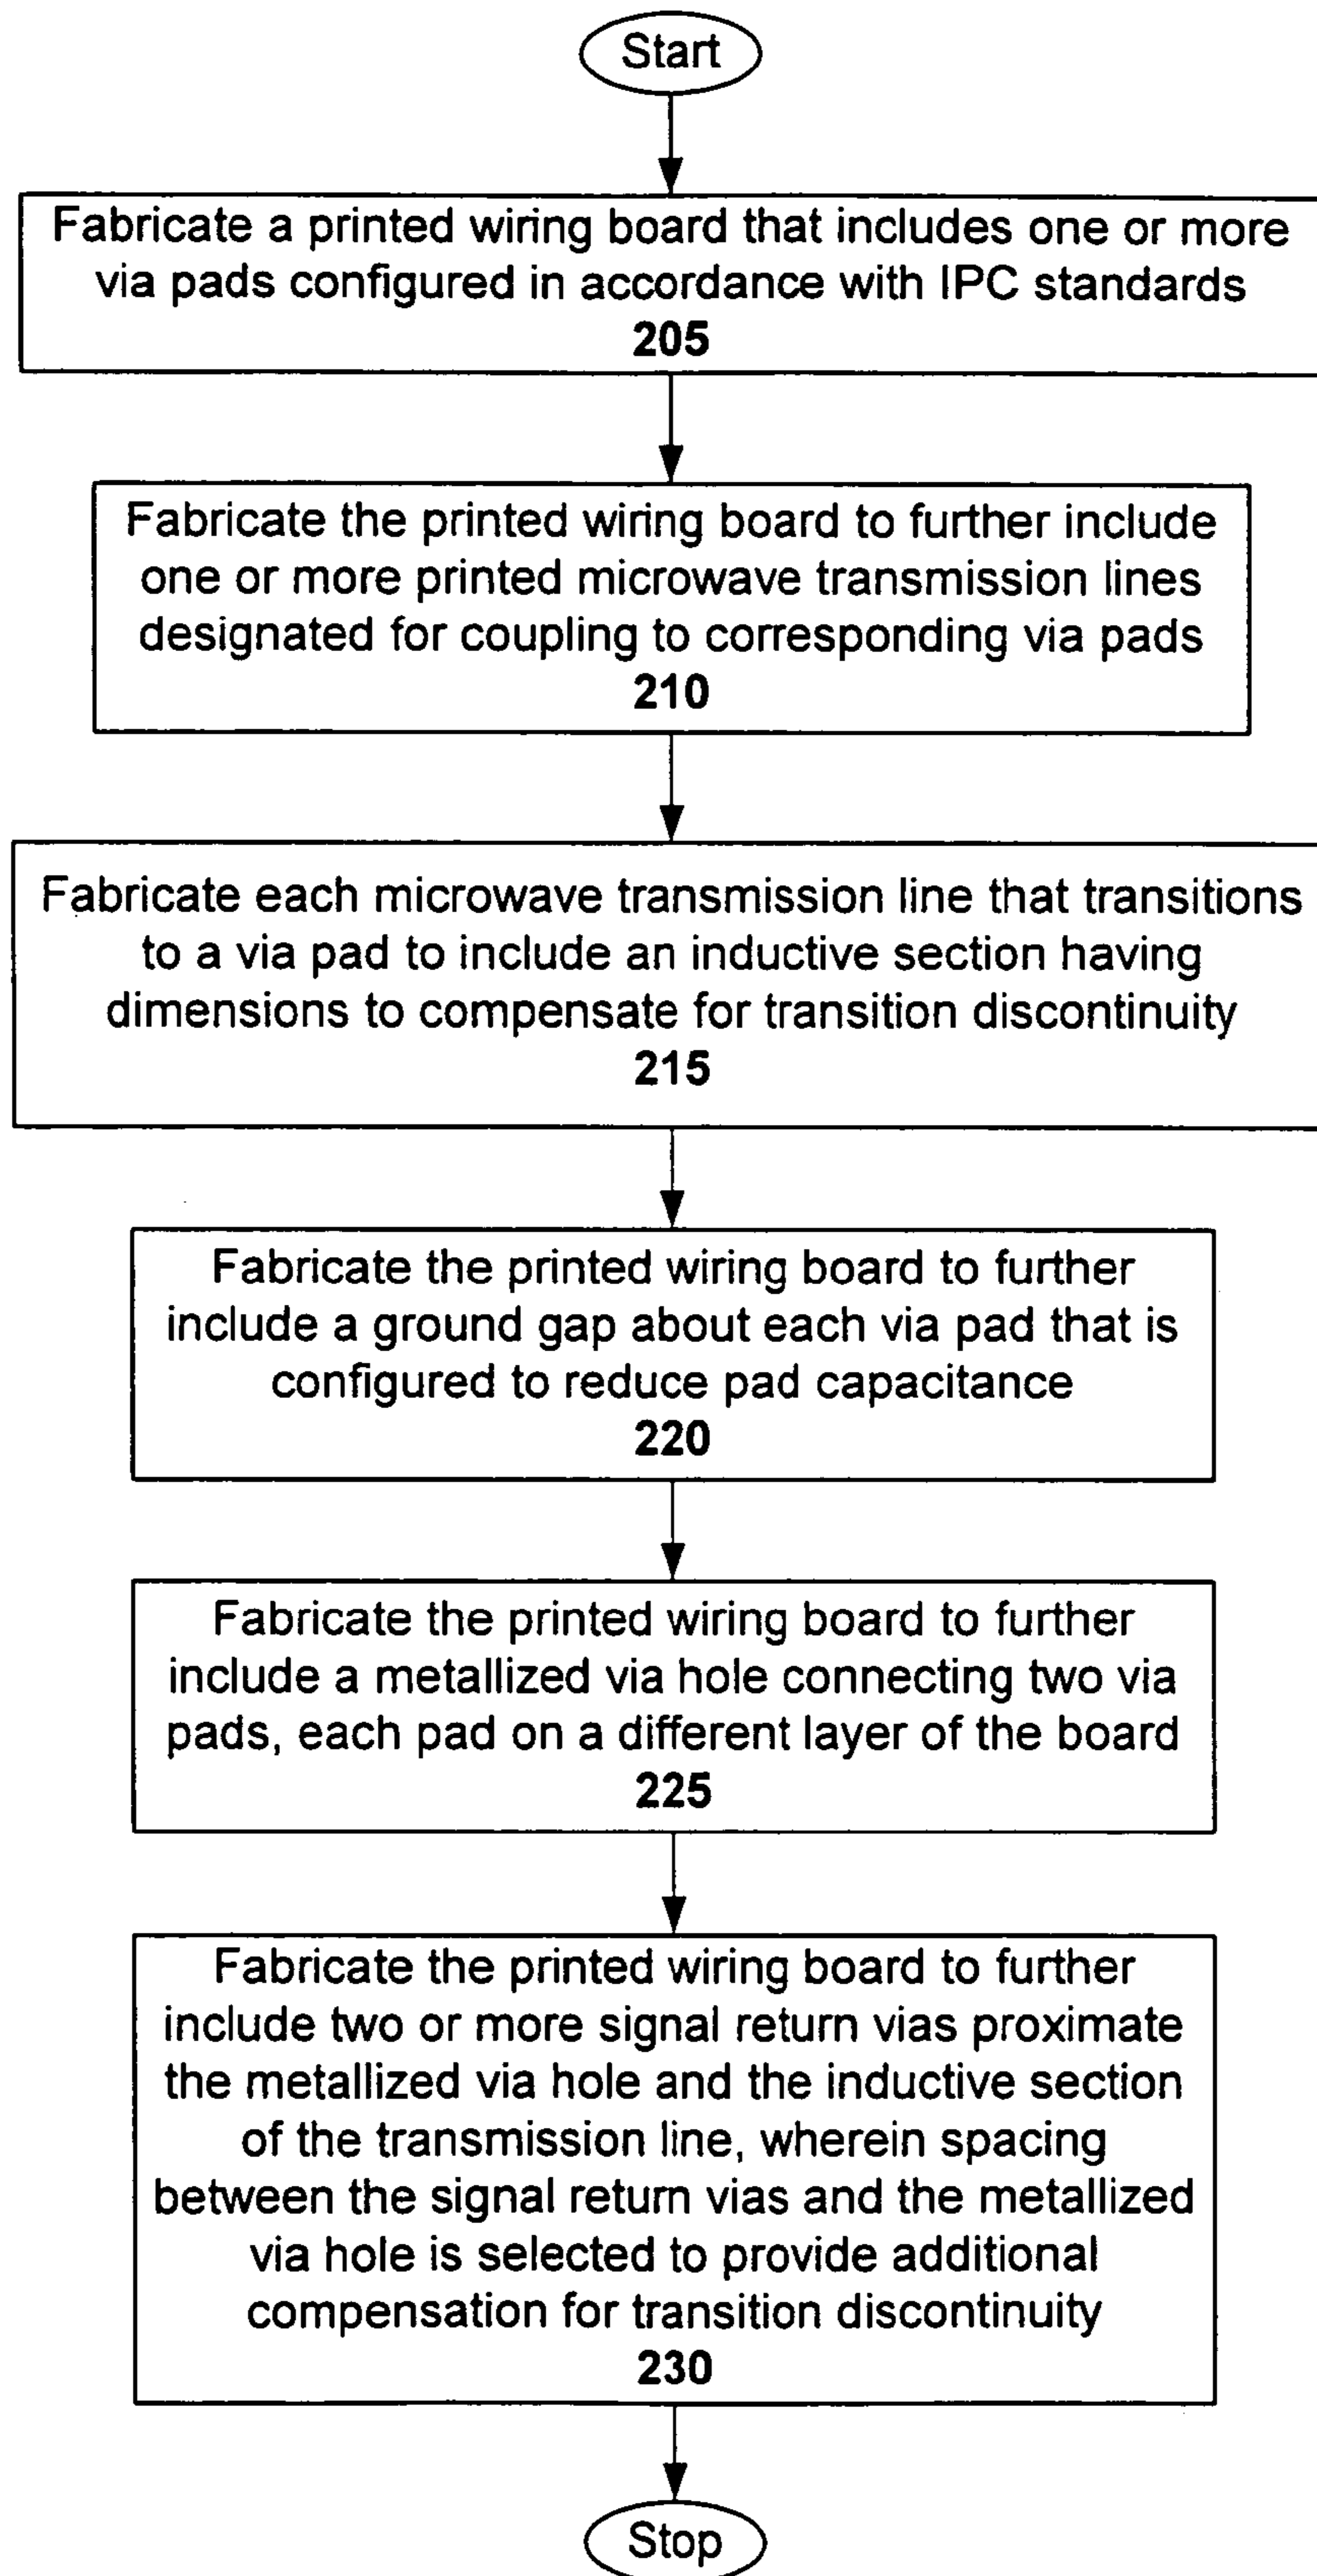 Start
Fabricate a printed wiring board that includes one or more
via pads configured in accordance with IPC standards
205
Fabricate the printed wiring board to further include
one or more printed microwave transmission lines
designated for coupling to corresponding via pads
210
Fabricate each microwave transmission line that transitions
to a via pad to include an inductive section having
dimensions to compensate for transition discontinuity
215
Fabricate the printed wiring board to further
include a ground gap about each via pad that is
configured to reduce pad capacitance
220
Fabricate the printed wiring board to further
include a metallized via hole connecting two via
pads, each pad on a different layer of the board
225
Fabricate the printed wiring board to further
include two or more signal return vias proximate
the metallized via hole and the inductive section
of the transmission line, wherein spacing
between the signal return vias and the metallized
via hole is selected to provide additional
compensation for transition discontinuity
230
Stop